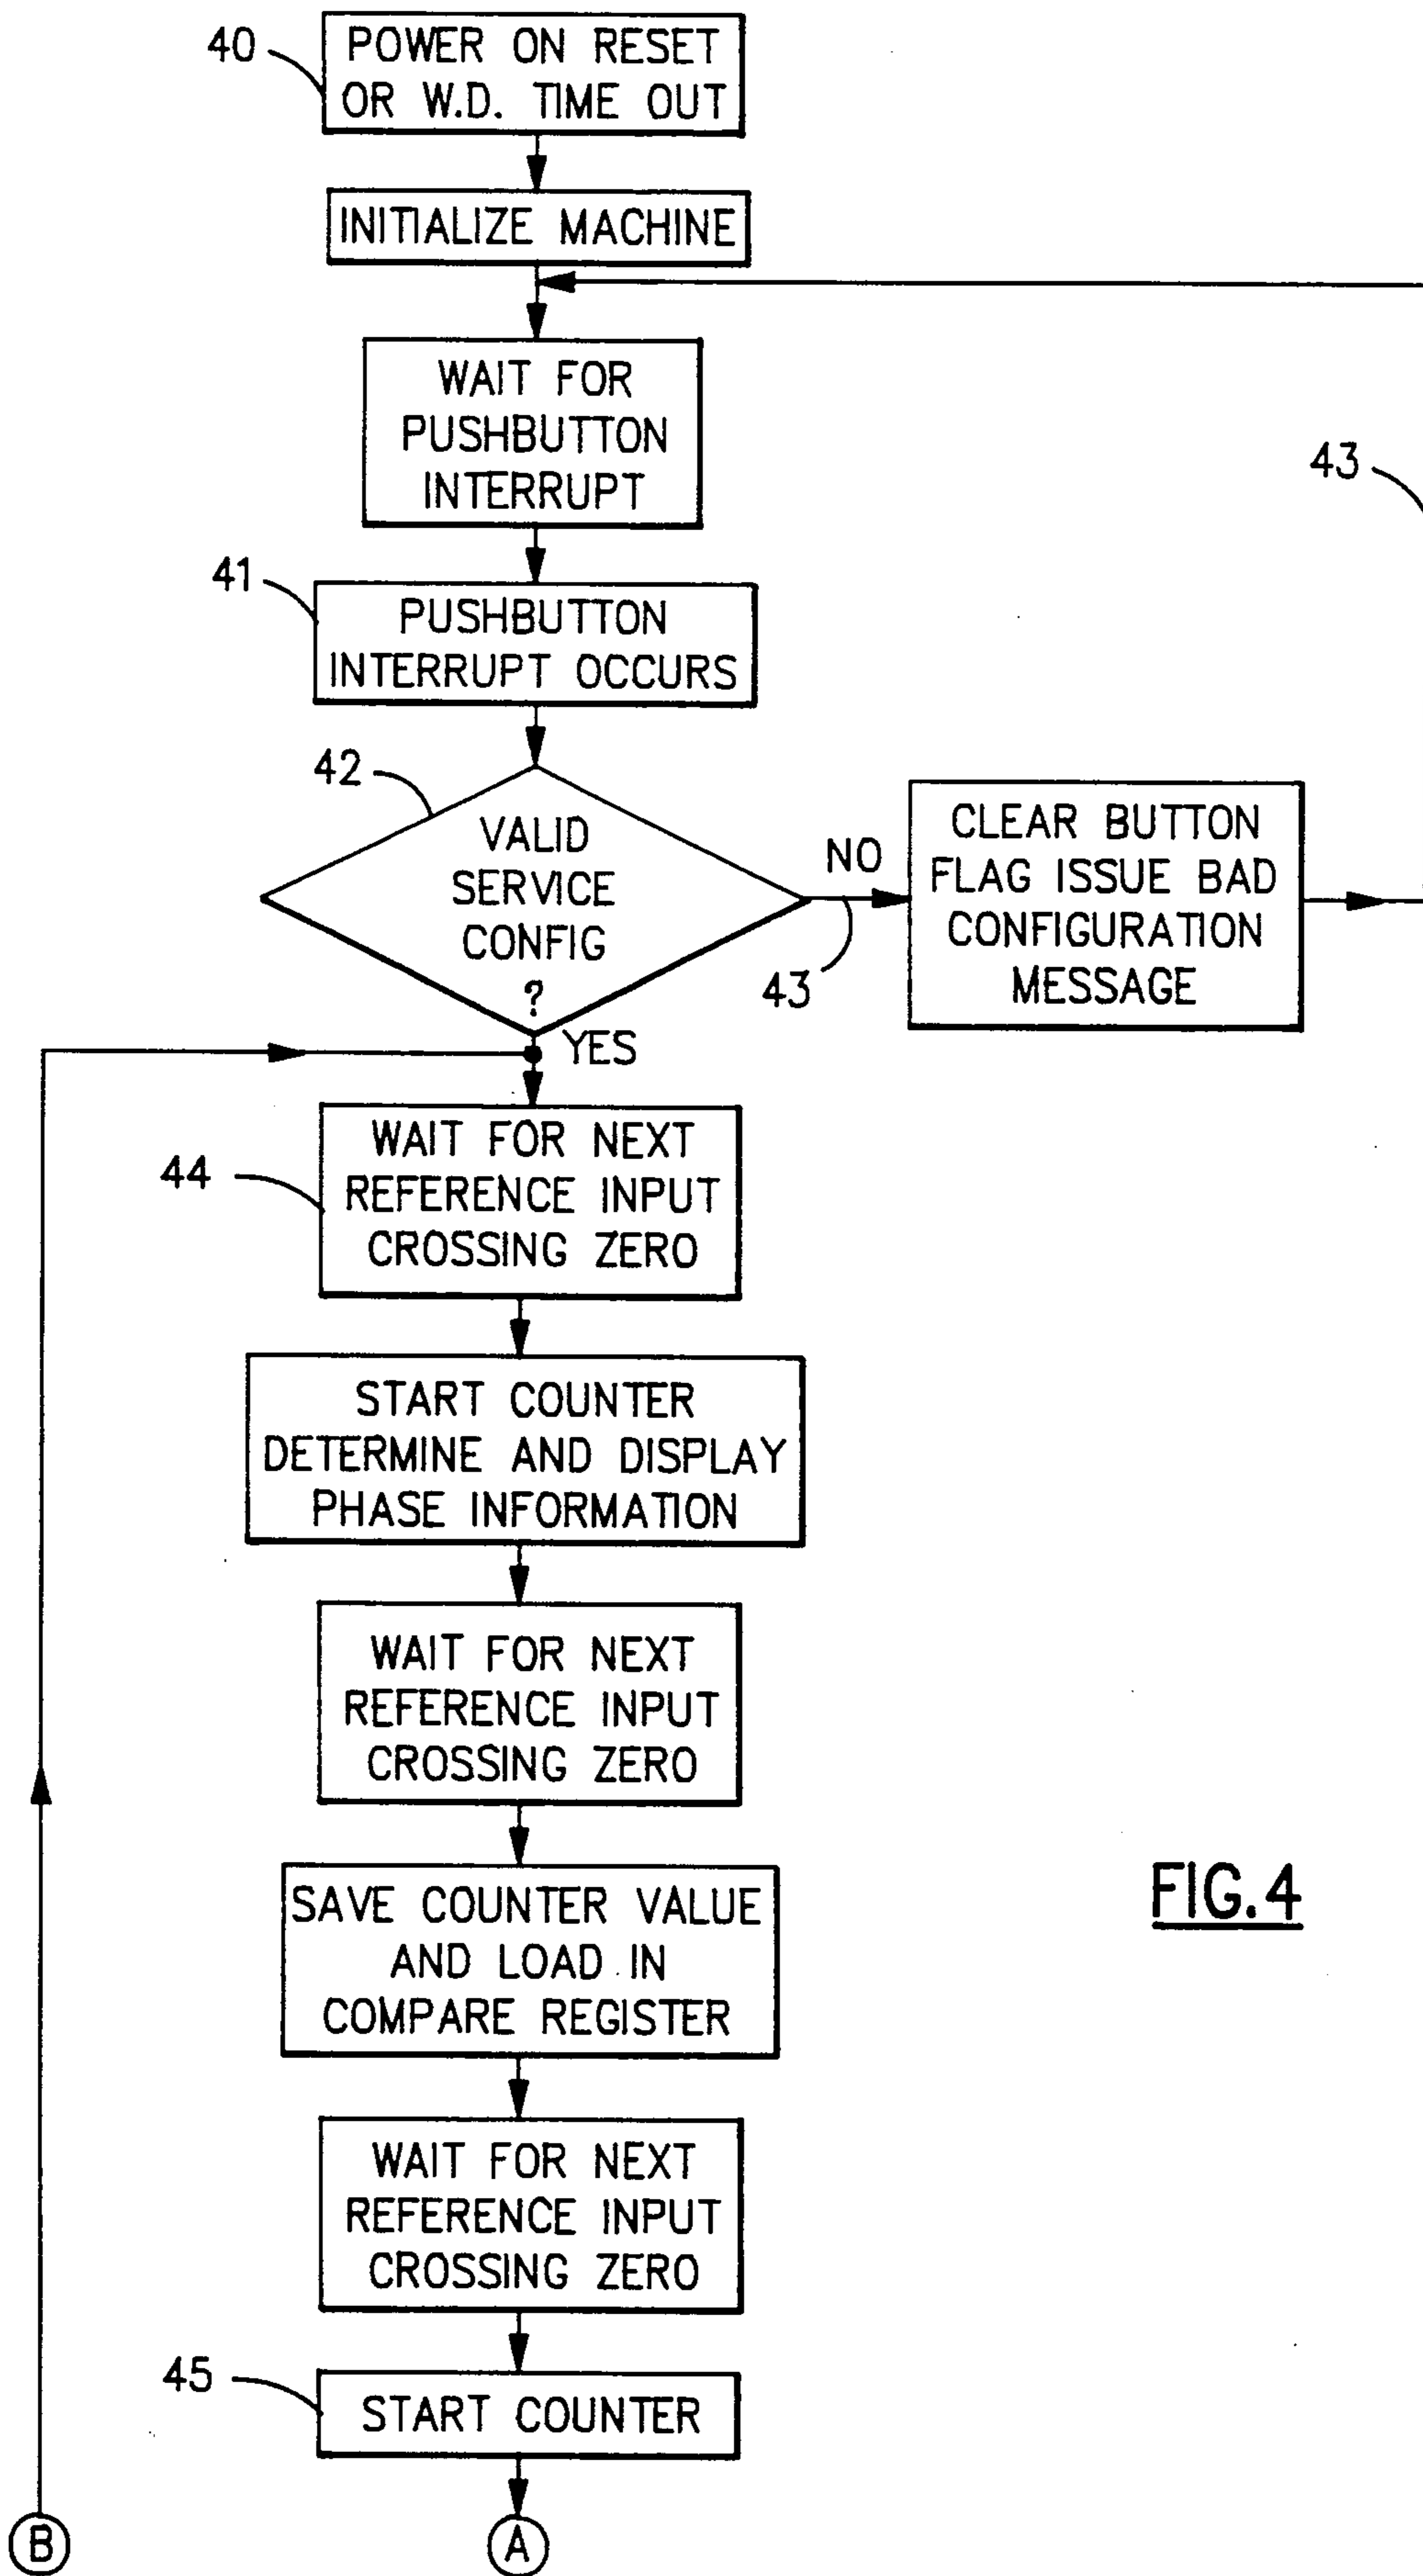 40
POWER ON RESET
OR W.D. TIME OUT
INITIALIZE MACHINE
WAIT FOR
PUSHBUTTON
INTERRUPT
43
41
PUSHBUTTON
INTERRUPT OCCURS
42
VALID
SERVICE
CONFIG
?
NO
43
CLEAR BUTTON
FLAG ISSUE BAD
CONFIGURATION
MESSAGE
YES
44
WAIT FOR NEXT
REFERENCE INPUT
CROSSING ZERO
START COUNTER
DETERMINE AND DISPLAY
PHASE INFORMATION
WAIT FOR NEXT
REFERENCE INPUT
CROSSING ZERO
SAVE COUNTER VALUE
AND LOAD IN
COMPARE REGISTER
FIG.4
WAIT FOR NEXT
REFERENCE INPUT
CROSSING ZERO
45
START COUNTER
B
A